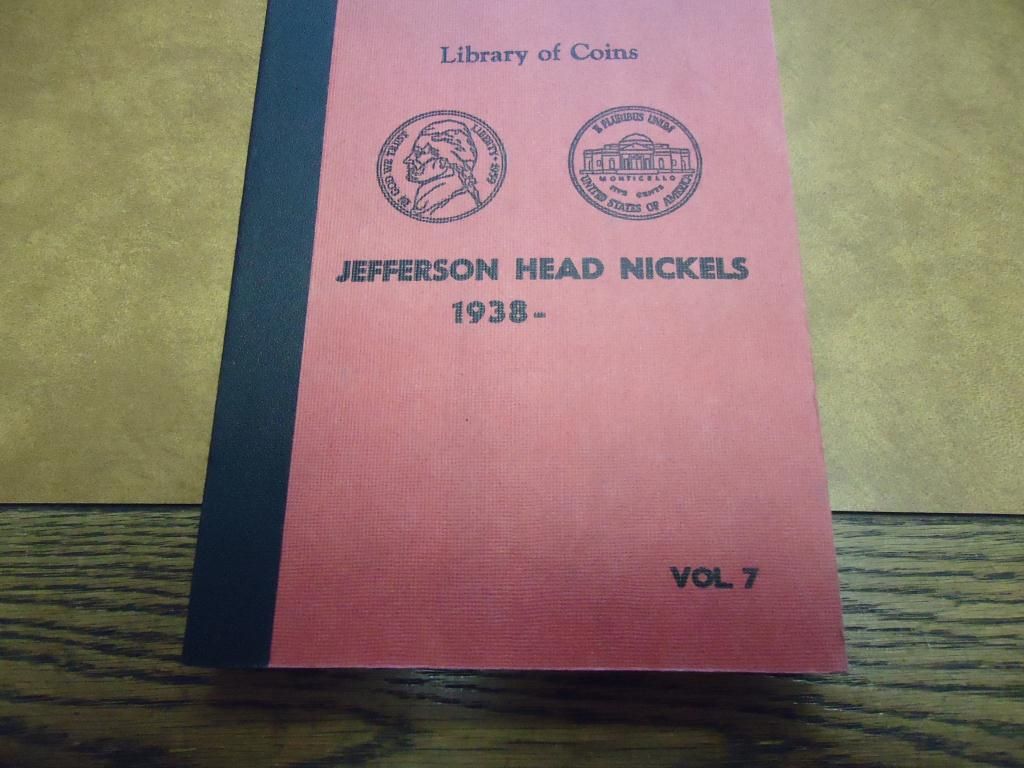 Library of Coins
IN GOD WE TRUST
LIBERTY
E PLURIBUS UNUM
MONTICELLO
FIVE CENTS
UNITED STATES OF AMERICA
JEFFERSON HEAD NICKELS
1938-
VOL. 7